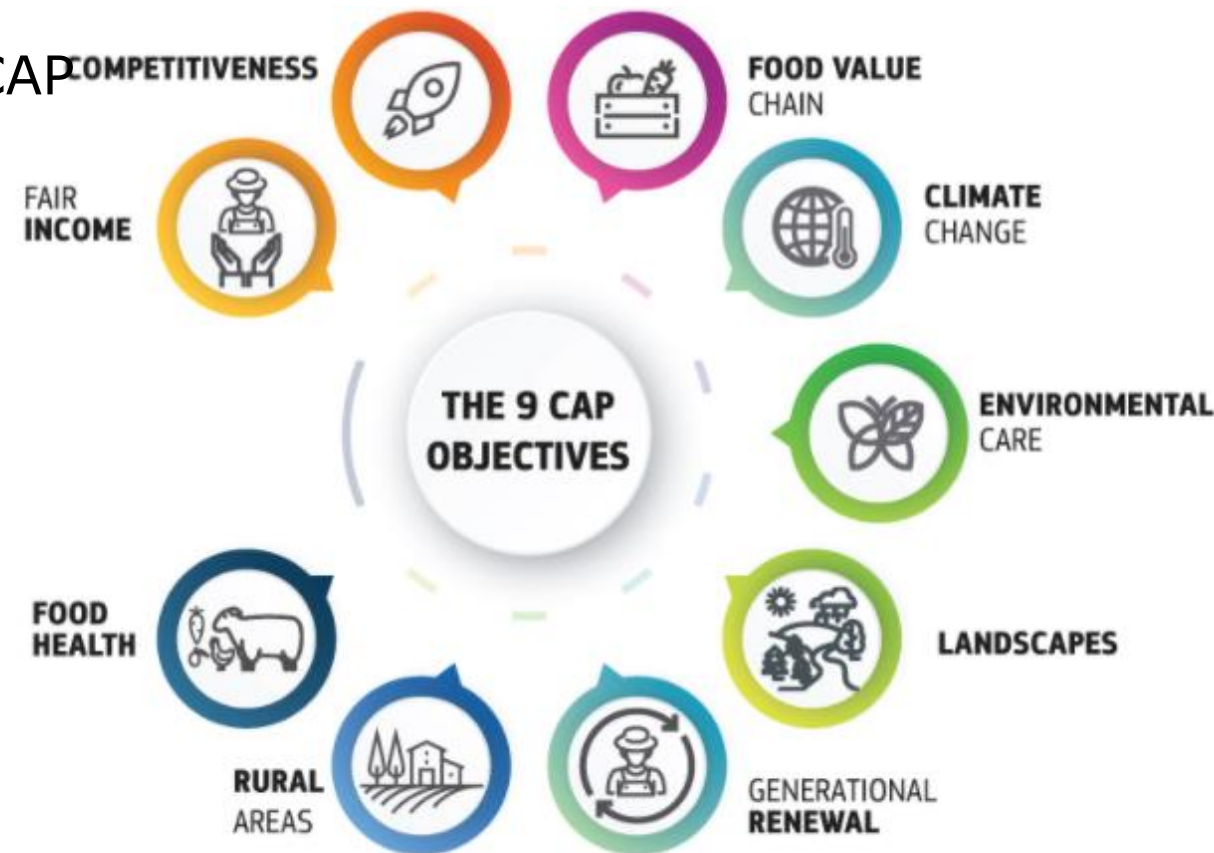 CAP
COMPETITIVENESS
FOOD VALUE
CHAIN
FAIR
INCOME
CLIMATE
CHANGE
THE 9 CAP
OBJECTIVES
ENVIRONMENTAL
CARE
FOOD
HEALTH
LANDSCAPES
RURAL
AREAS
GENERATIONAL
RENEWAL